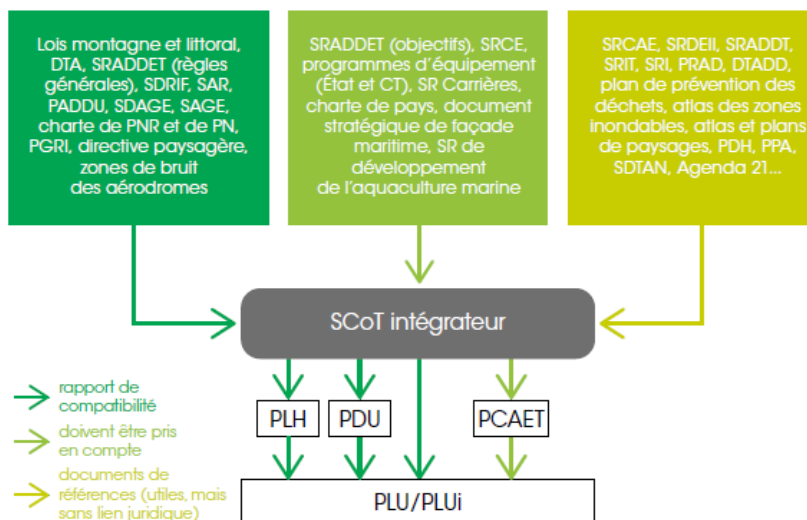 Lois montagne et littoral,
DTA, SRADDET (règles
générales), SDRIF, SAR,
PADDU, SDAGE, SAGE,
charte de PNR et de PN,
PGRI, directive paysagère,
zones de bruit
des aérodromes
SRADDET (objectifs), SRCE,
programmes d'équipement
(État et CT), SR Carrières,
charte de pays, document
stratégique de façade
maritime, SR de
développement
de l'aquaculture marine
SRCAE, SRDEII, SRADDT,
SRIT, SRI, PRAD, DTADD,
plan de prévention des
déchets, atlas des zones
inondables, atlas et plans
de paysages, PDH, PPA,
SDTAN, Agenda 21...
SCoT intégrateur
rapport de
compatibilité
doivent être pris
en compte
documents de
références (utiles, mais
sans lien juridique)
PLH
PDU
PCAET
PLU/PLUi